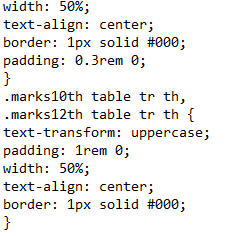 width: 50%;
text-align: center;
border: 1px solid #000;
padding: 0.3rem 0;
}
.marks10th table tr th,
.marks12th table tr th {
text-transform: uppercase;
padding: 1rem 0;
width: 50%;
text-align: center;
border: 1px solid #000;
}